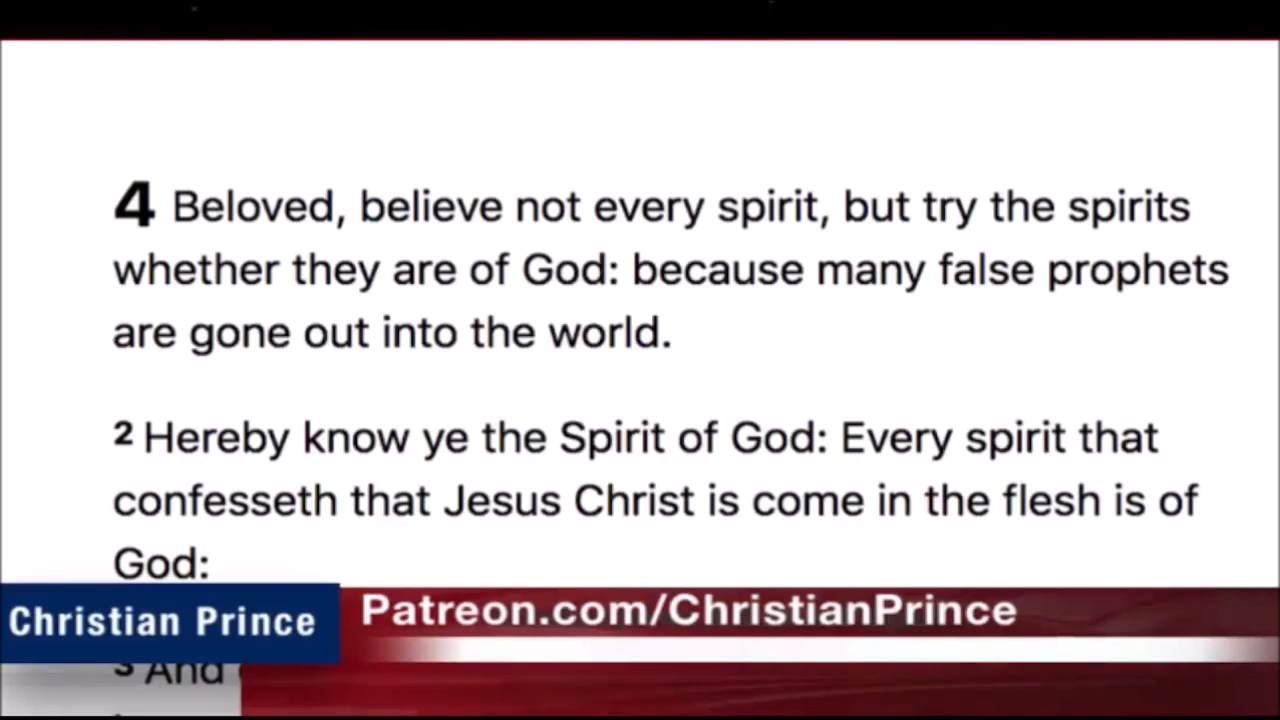 4 Beloved, believe not every spirit, but try the spirits
whether they are of God: because many false prophets
are gone out into the world.
2 Hereby know ye the Spirit of God: Every spirit that
confesseth that Jesus Christ is come in the flesh is of
God:
Christian Prince
Patreon.com/ChristianPrince
3 And